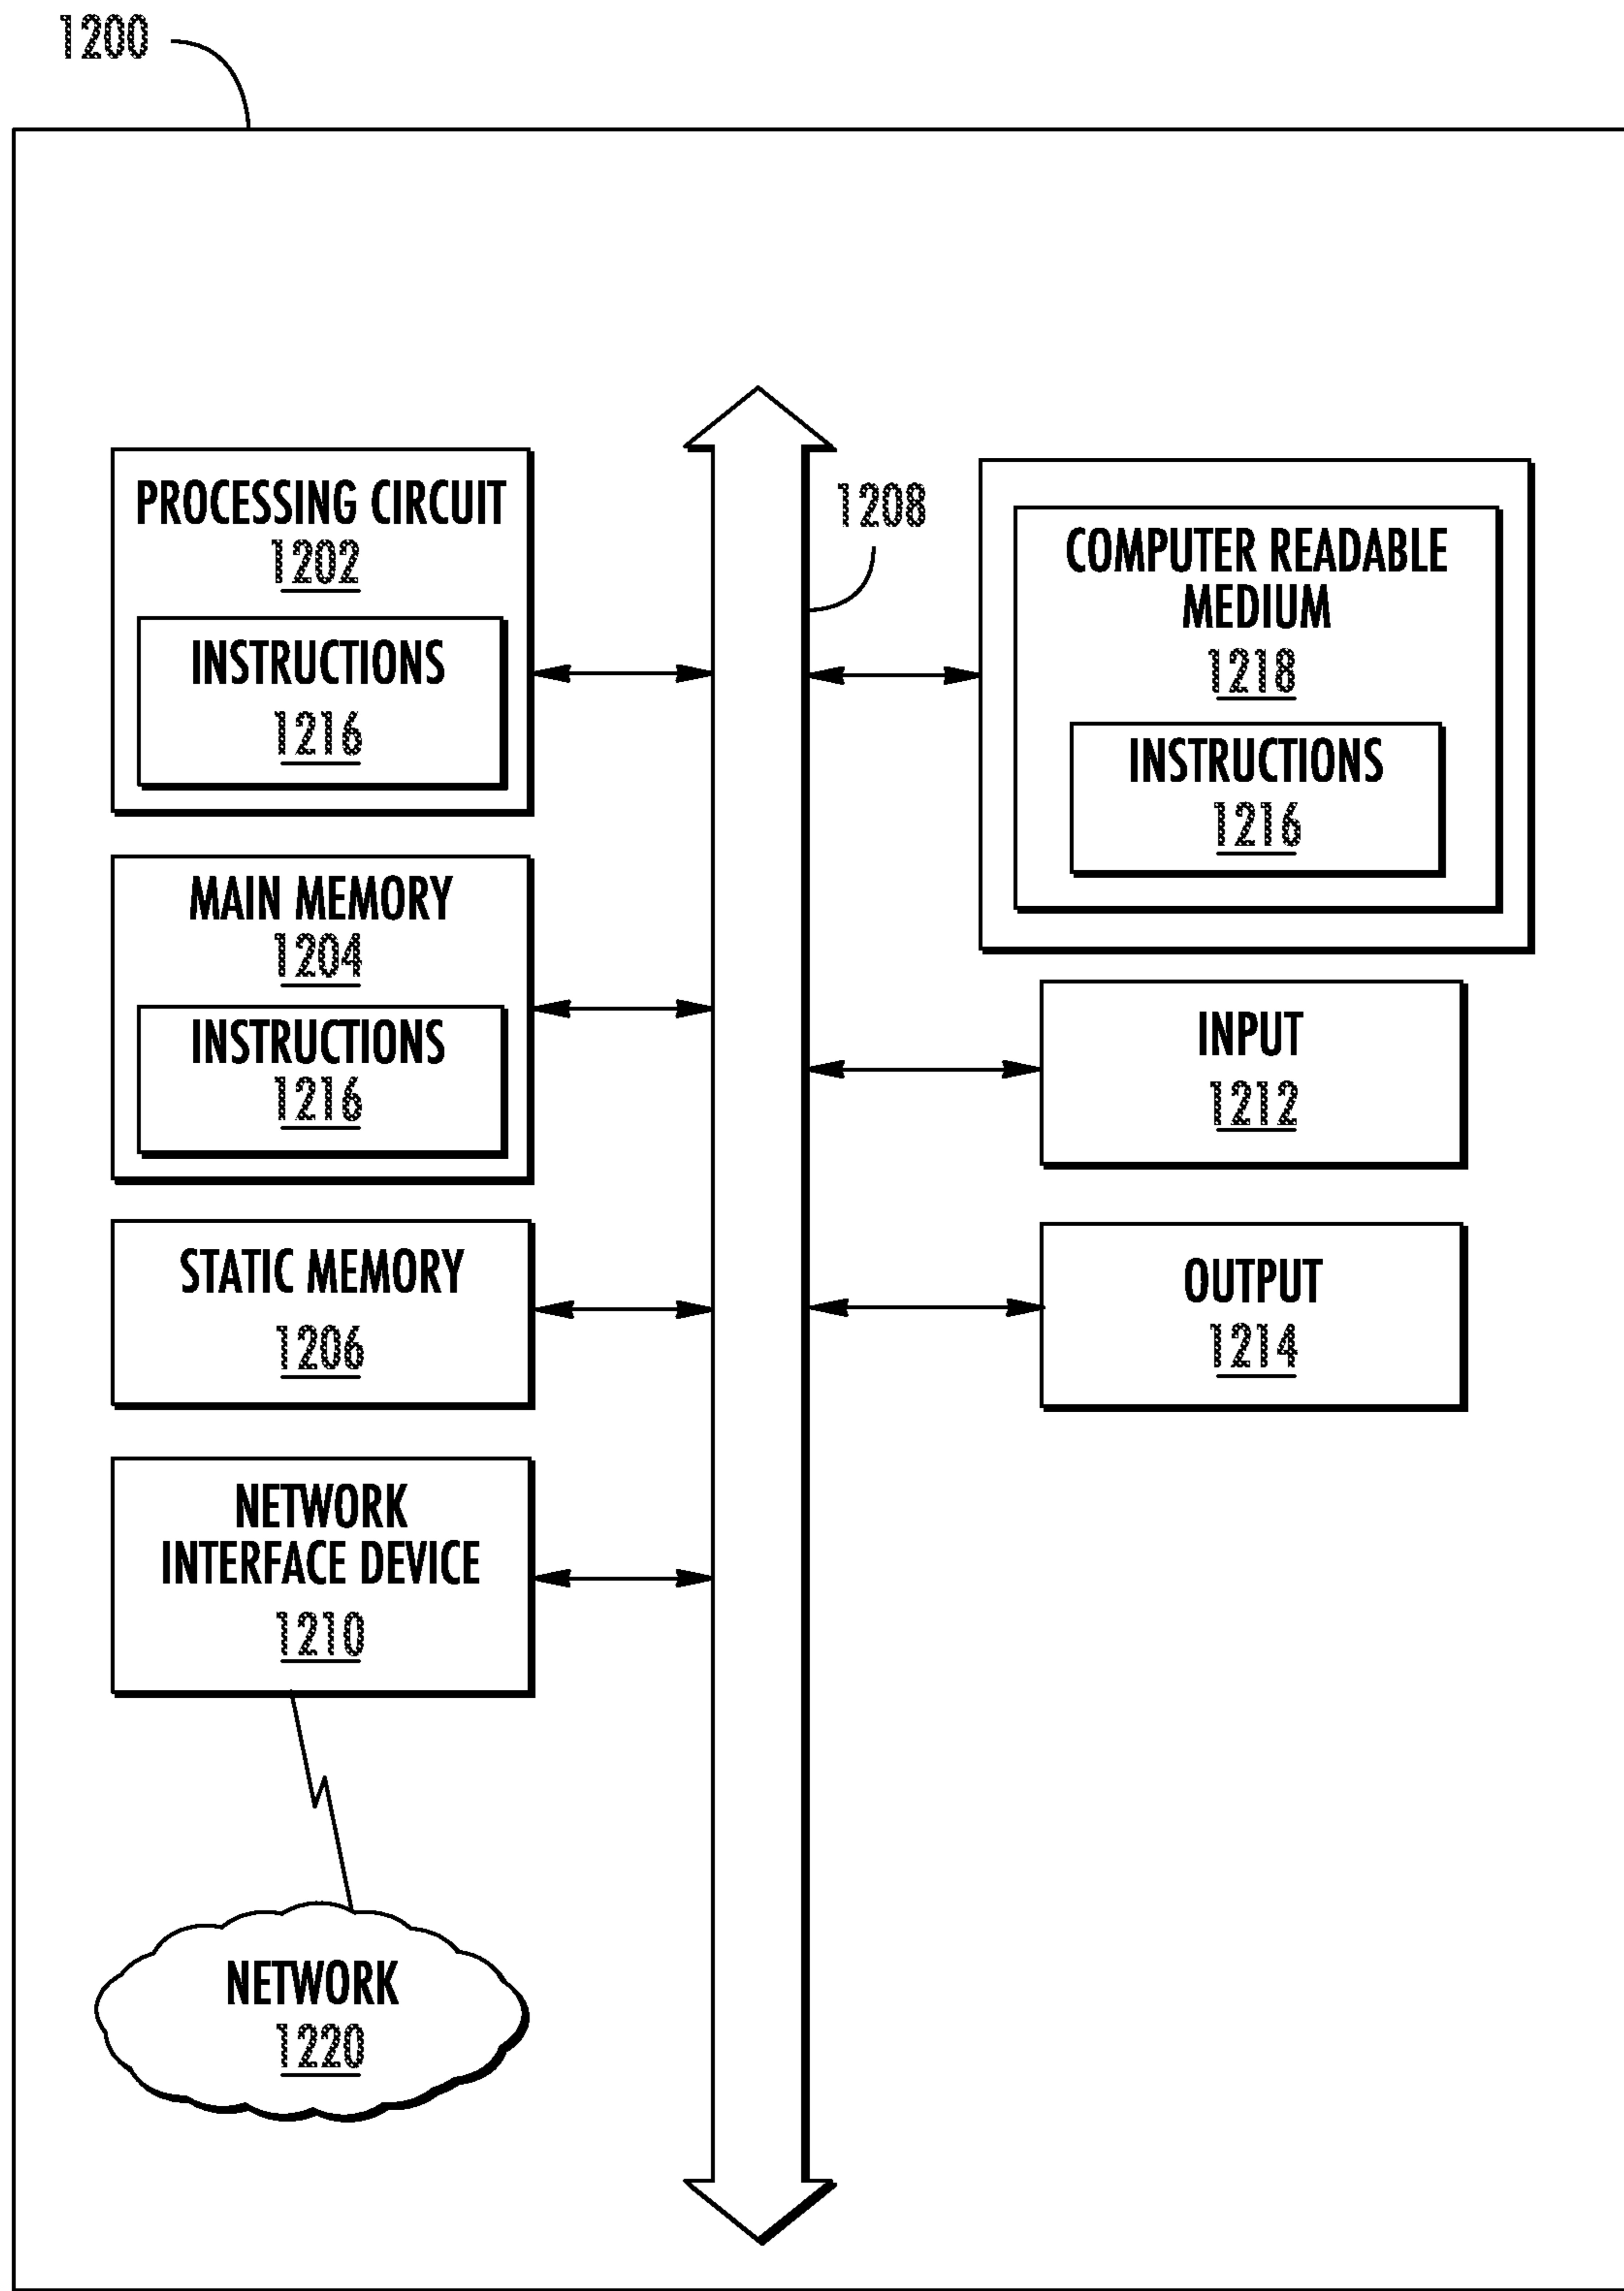 1200
PROCESSING CIRCUIT
1202
INSTRUCTIONS
1216
MAIN MEMORY
1204
INSTRUCTIONS
1216
STATIC MEMORY
1206
NETWORK
INTERFACE DEVICE
1210
NETWORK
1220
1208
COMPUTER READABLE
MEDIUM
1218
INSTRUCTIONS
1216
INPUT
1212
OUTPUT
1214